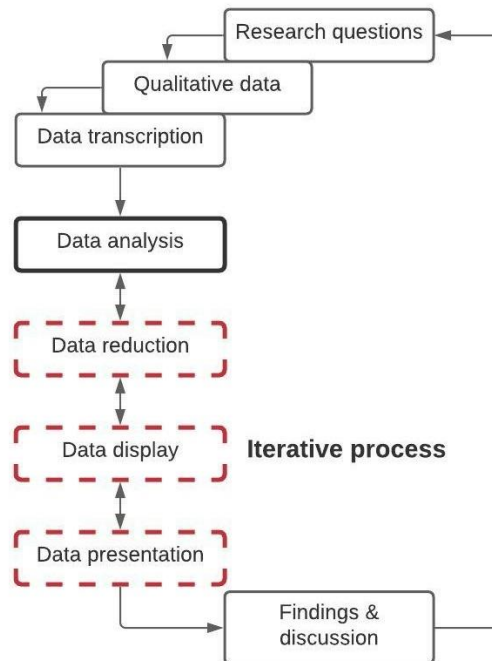 Research questions
Qualitative data
Data transcription
Data analysis
Data reduction
Data display
Iterative process
Data presentation
Findings &
discussion